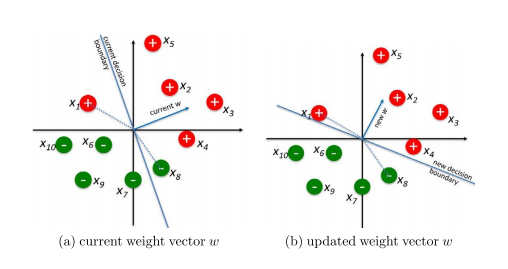 current decision
boundary
x5
+
x2
+
current w
x1
+
+
x3
+
x4
x10
-
x6
-
-
x8
-
x9
-
x7
(a) current weight vector w
+
x5
x1
+
new w
+
x2
+
x3
+
x4
new decision
boundary
x10
-
x6
-
-
x8
-
x9
-
x7
(b) updated weight vector w